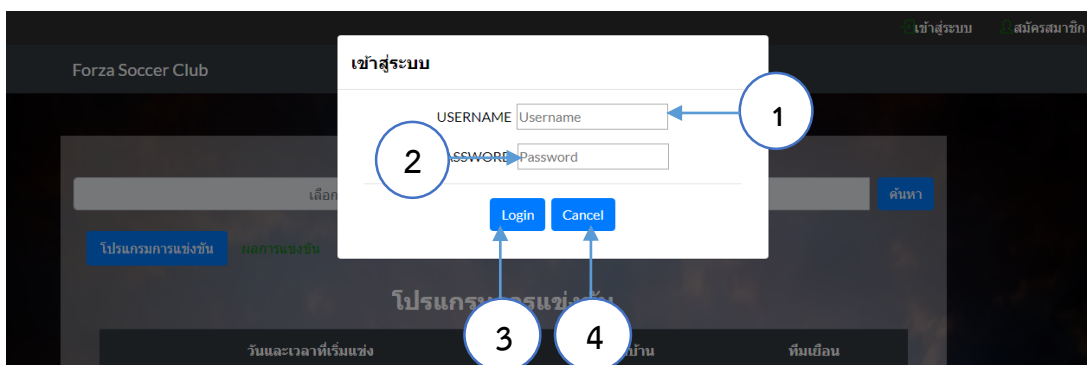 เข้าสู่ระบบ สมัครสมาชิก
Forza Soccer Club
เข้าสู่ระบบ
USERNAME Username
1
2
Password
Login Cancel
เลือก
ค้นหา
โปรแกรมการแข่งขัน ผลการแข่งขัน
3
4
วันและเวลาที่เริ่มแข่ง
ทีมเยือน